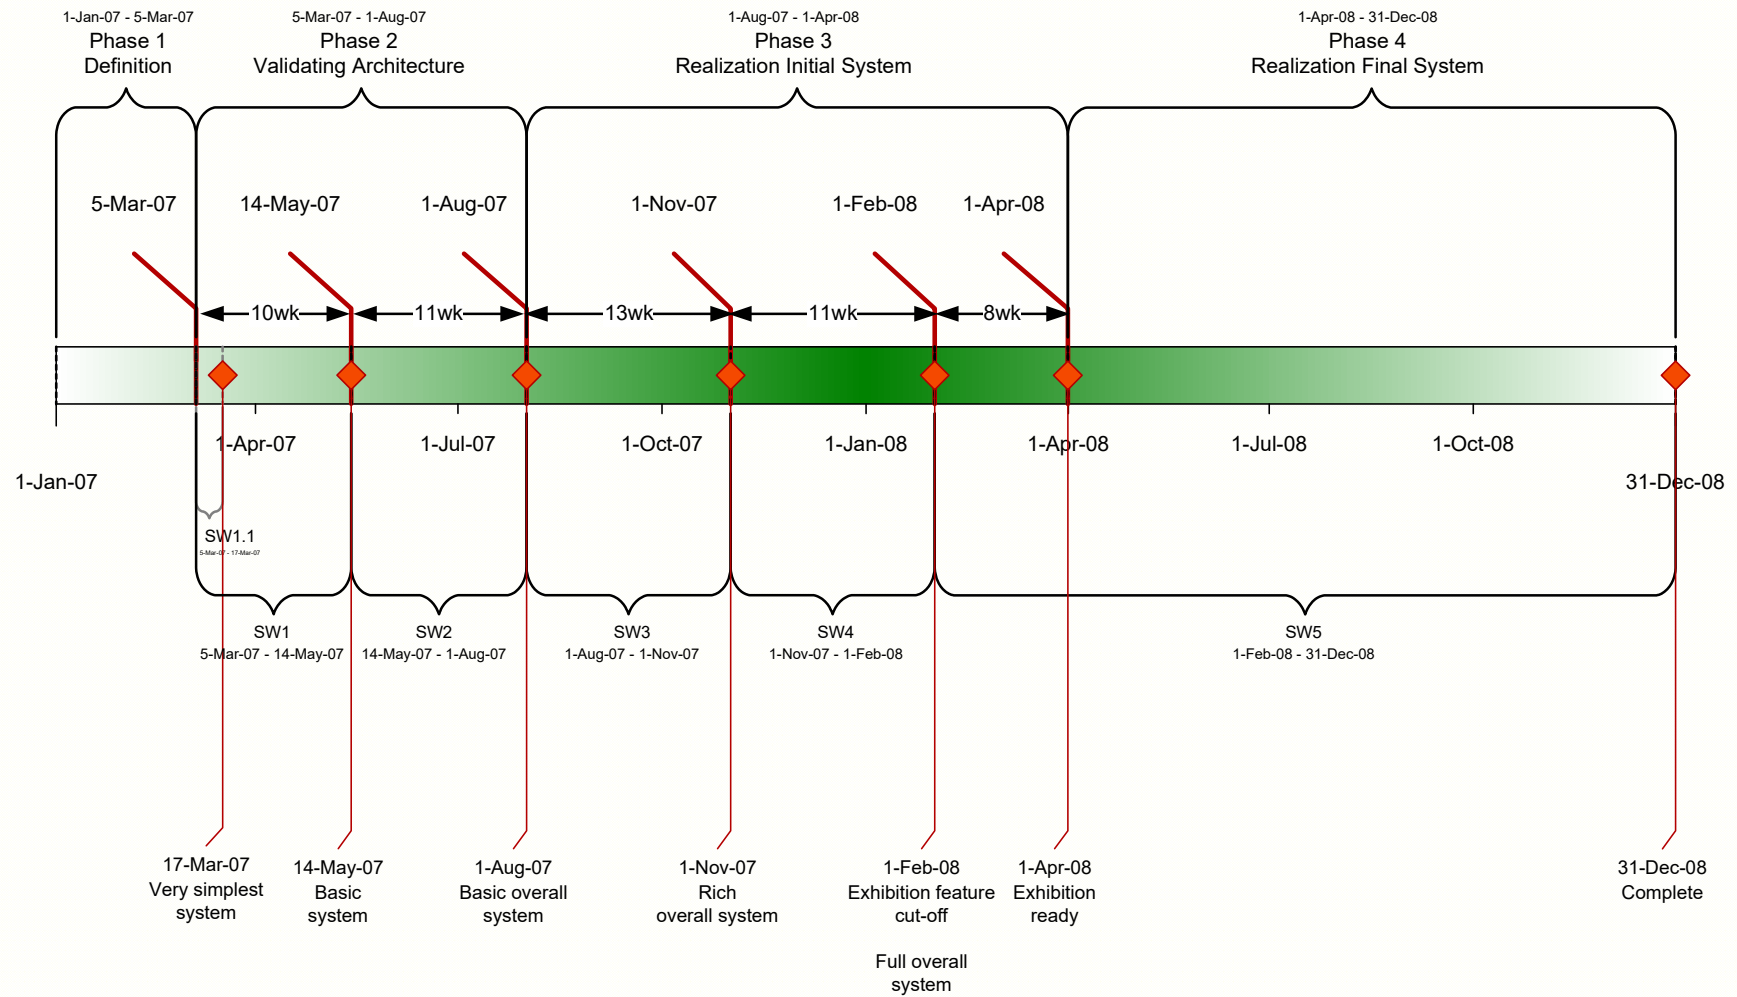 1-Jan-07 - 5-Mar-07
Phase 1
Definition
5-Mar-07 - 1-Aug-07
Phase 2
Validating Architecture
1-Aug-07 - 1-Apr-08
Phase 3
Realization Initial System
1-Apr-08 - 31-Dec-08
Phase 4
Realization Final System
5-Mar-07
14-May-07
1-Aug-07
1-Nov-07
1-Feb-08
1-Apr-08
10wk
11wk
13wk
11wk
8wk
1-Apr-07
1-Jul-07
1-Oct-07
1-Jan-08
1-Apr-08
1-Jul-08
1-Oct-08
1-Jan-07
31-Dec-08
SW1.1
5-Mar-07 - 17-Mar-07
SW1
5-Mar-07 - 14-May-07
SW2
14-May-07 - 1-Aug-07
SW3
1-Aug-07 - 1-Nov-07
SW4
1-Nov-07 - 1-Feb-08
SW5
1-Feb-08 - 31-Dec-08
17-Mar-07
Very simplest
system
14-May-07
Basic
system
1-Aug-07
Basic overall
system
1-Nov-07
Rich
overall system
1-Feb-08
Exhibition feature
cut-off
Full overall
system
1-Apr-08
Exhibition
ready
31-Dec-08
Complete